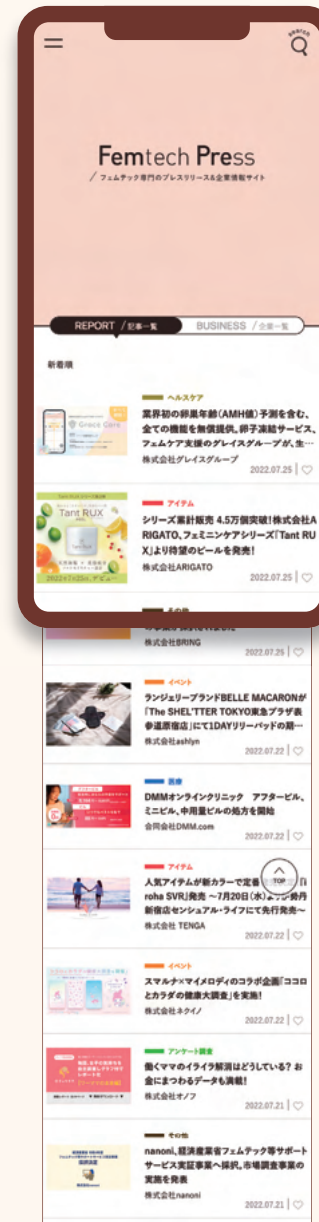 search
Femtech Press
/ フェムテック専門のプレスリリース&企業情報サイト
REPORT / 記事一覧
BUSINESS / 企業一覧
新着順
ヘルスケア
業界初の卵巣年齢(AMH値)予測を含む、
全ての機能を無償提供。卵子凍結サービス、
フェムケア支援のグレイスグループが、生…
株式会社グレイスグループ
2022.07.25
Grace Care
アイテム
シリーズ累計販売 4.5万個突破!株式会社A
RIGATO、フェミニンケアシリーズ「Tant RU
X」より待望のピールを発売!
株式会社ARIGATO
2022.07.25
Tant RUX
その他
株式会社BRING
2022.07.25
イベント
ランジェリーブランドBELLE MACARONが
「The SHEL'TTER TOKYO東急プラザ表
参道原宿店」にて1DAYリリーパッドの期…
株式会社ashlyn
2022.07.22
医療
DMMオンラインクリニック アフターピル、
ミニピル、中用量ピルの処方を開始
合同会社DMM.com
2022.07.22
アイテム
人気アイテムが新カラーで定番
roha SVR」発売 ～7月20日(水)より伊勢丹
新宿店センシュアル・ライフにて先行発売～
株式会社 TENGA
2022.07.22
TOP
イベント
スマルナ×マイメロディのコラボ企画「ココロ
とカラダの健康大調査」を実施!
株式会社ネクイノ
2022.07.22
アンケート調査
働くママのイライラ解消はどうしている? お
金にまつわるデータも満載!
株式会社オノフ
2022.07.21
その他
nanoni、経済産業省フェムテック等サポート
サービス実証事業へ採択。市場調査事業の
実施を発表
株式会社nanoni
2022.07.21